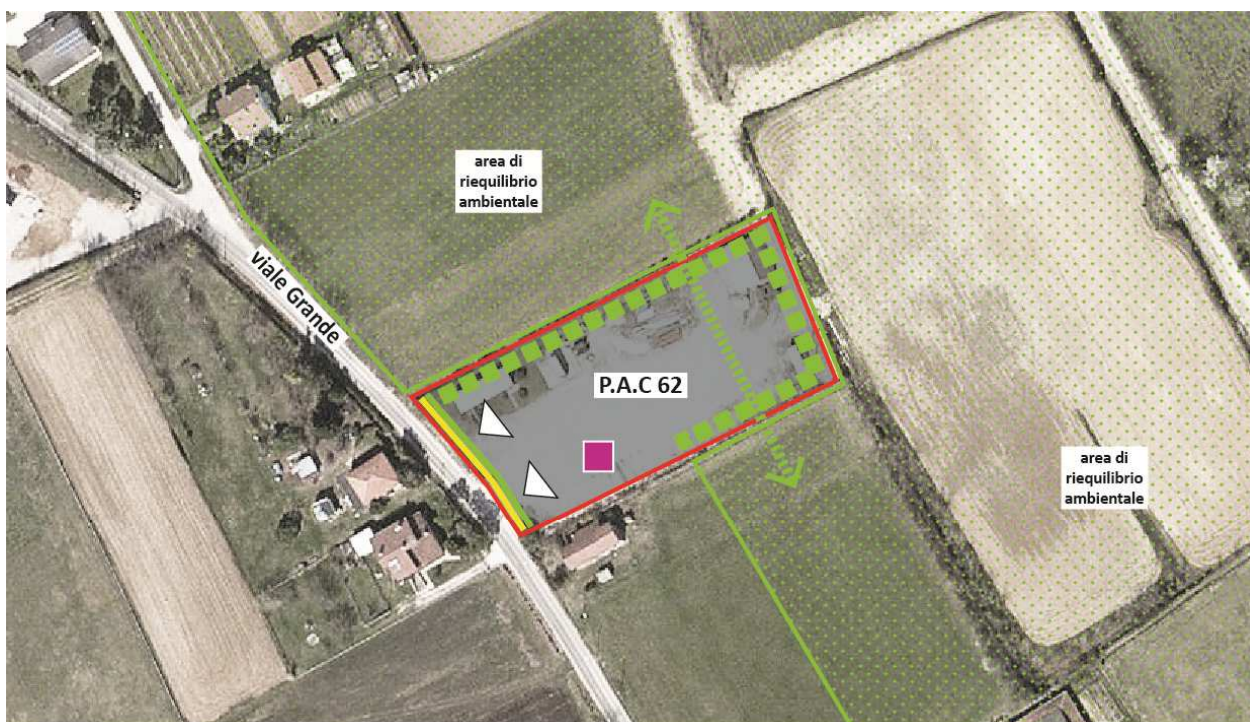 area di
riequilibrio
ambientale
viale Grande
P.A.C 62
area di
riequilibrio
ambientale